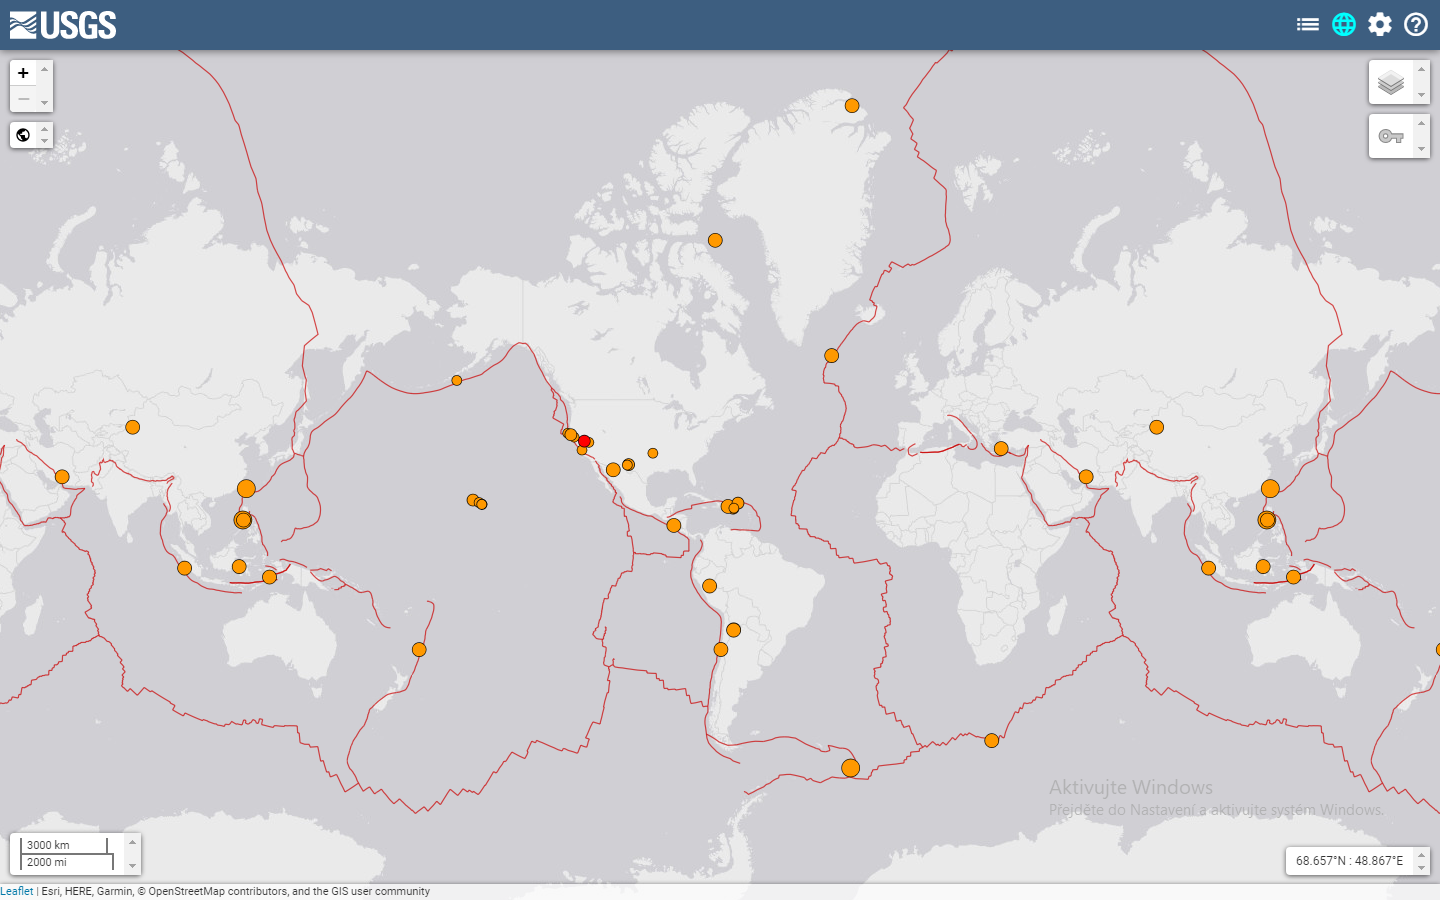 USGS
+
−
Aktivujte Windows
Přejděte do Nastavení a aktivujte systém Windows.
3000 km
2000 mi
68.657°N : 48.867°E
Leaflet | Esri, HERE, Garmin, © OpenStreetMap contributors, and the GIS user community